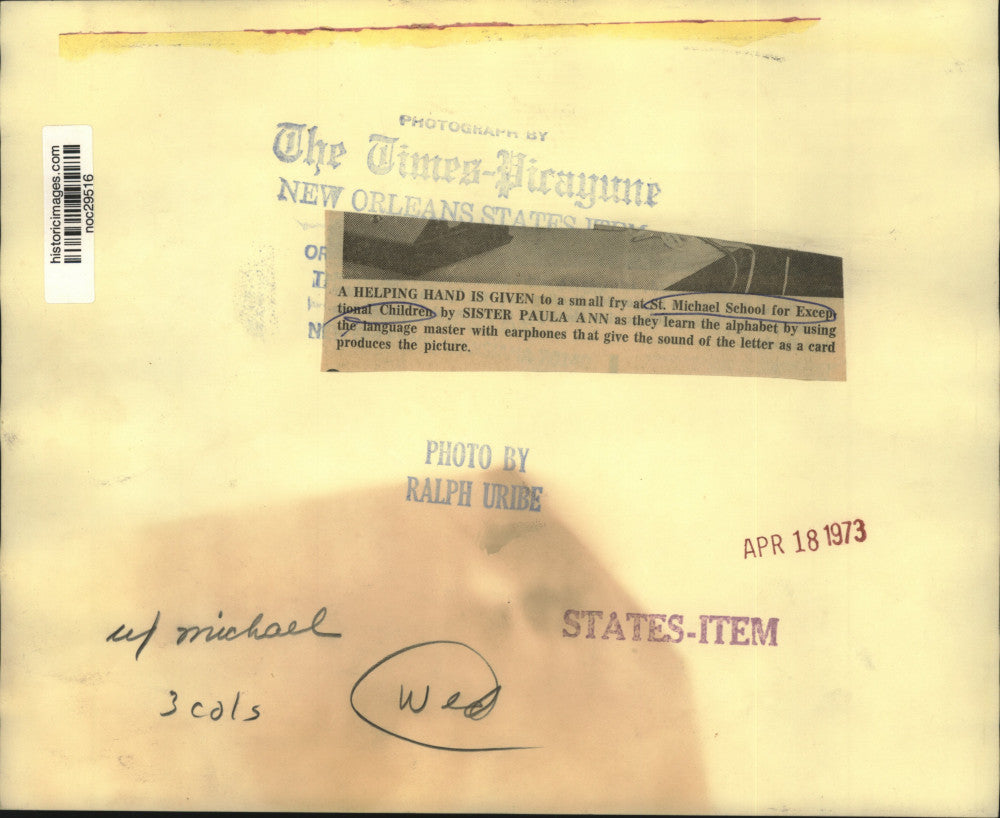 historicimages.com
noc29516
PHOTOGRAPH BY
The Times-Picayune
NEW ORLEANS STATES-ITEM
A HELPING HAND IS GIVEN to a small fry at St. Michael School for Excep-
tional Children by SISTER PAULA ANN as they learn the alphabet by using
the language master with earphones that give the sound of the letter as a card
produces the picture.
PHOTO BY
RALPH URIBE
APR 18 1973
STATES-ITEM
w/ michael
3 cols
Wed